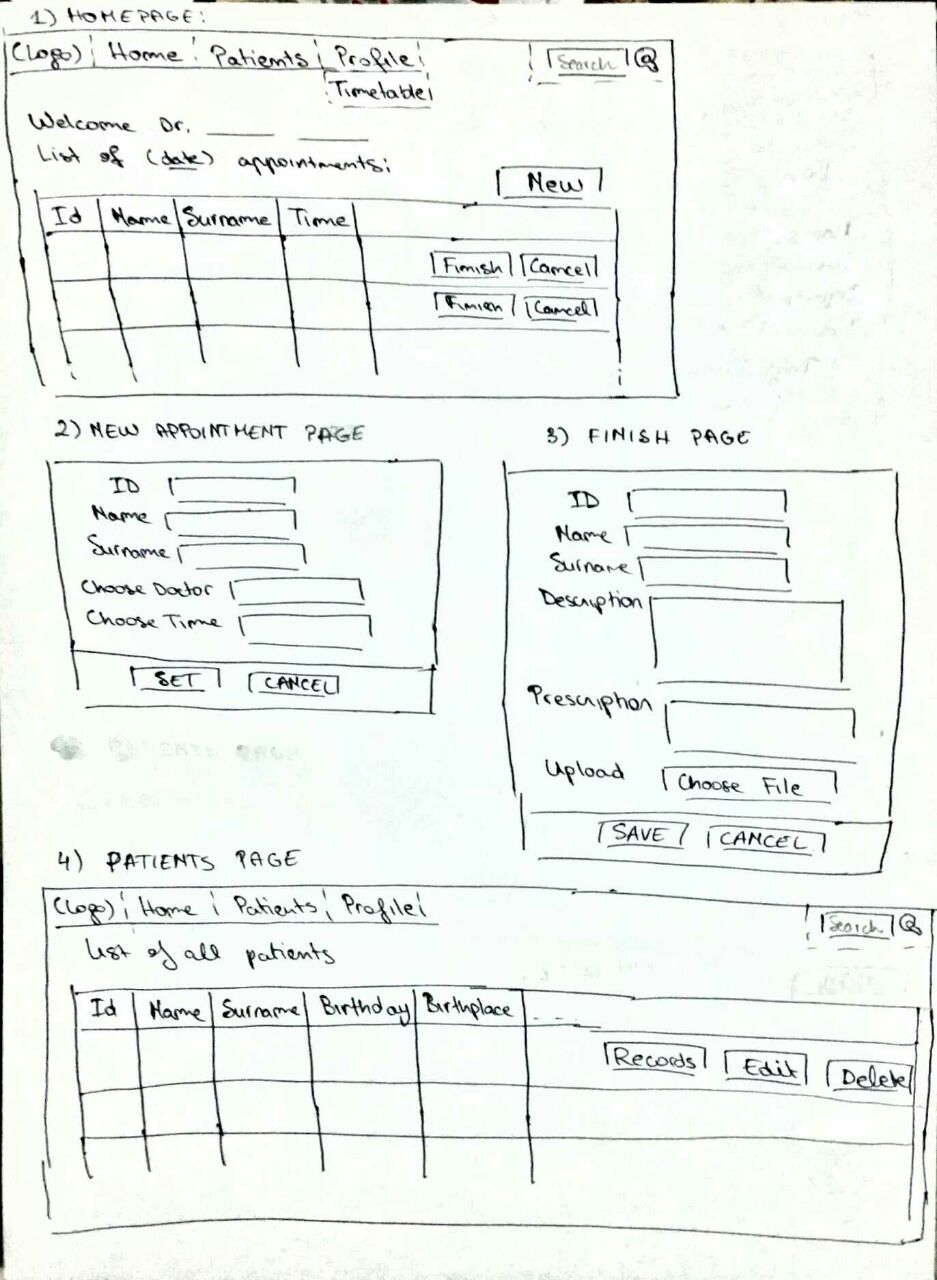 1) HOMEPAGE:
(Logo) Home Patients Profile Search
Timetable
Welcome Dr. ____ ____
List of (date) appointments:
New
Id Name Surname Time
Finish Cancel
Finish Cancel
2) NEW APPOINTMENT PAGE
ID
Name
Surname
Choose Doctor
Choose Time
SET CANCEL
3) FINISH PAGE
ID
Name
Surname
Description
Prescription
Upload Choose File
SAVE CANCEL
4) PATIENTS PAGE
(Logo) Home Patients Profile Search
List of all patients
Id Name Surname Birthday Birthplace ....
Records Edit Delete